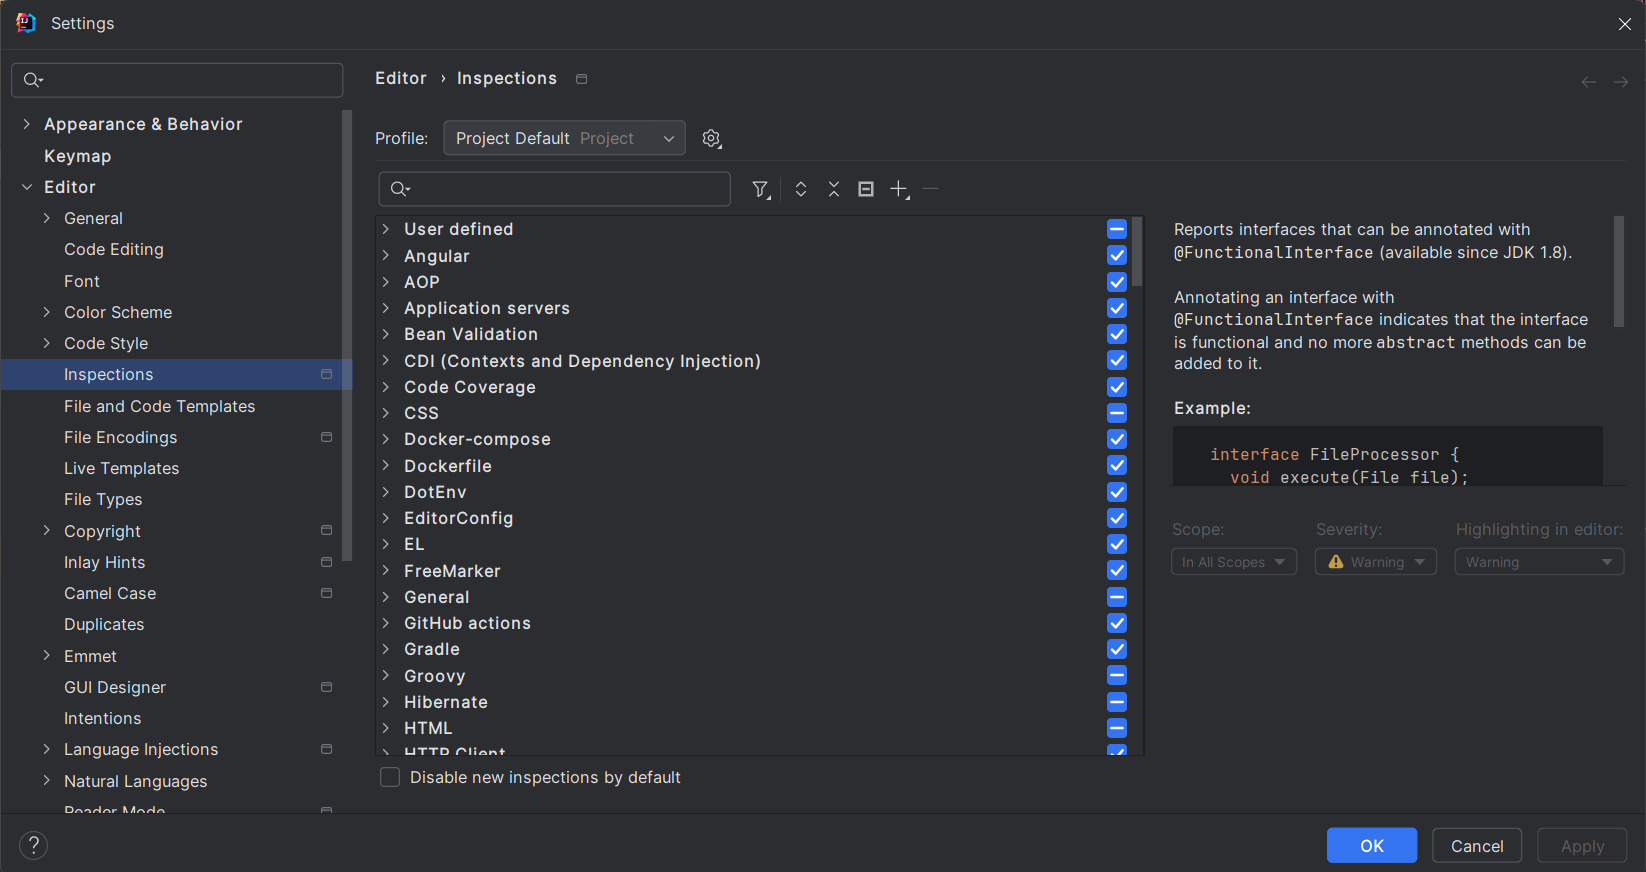 Settings
Editor › Inspections
Appearance & Behavior
Keymap
Editor
General
Code Editing
Font
Color Scheme
Code Style
Inspections
File and Code Templates
File Encodings
Live Templates
File Types
Copyright
Inlay Hints
Camel Case
Duplicates
Emmet
GUI Designer
Intentions
Language Injections
Natural Languages
Reader Mode
Profile: Project Default Project
User defined
Angular
AOP
Application servers
Bean Validation
CDI (Contexts and Dependency Injection)
Code Coverage
CSS
Docker-compose
Dockerfile
DotEnv
EditorConfig
EL
FreeMarker
General
GitHub actions
Gradle
Groovy
Hibernate
HTML
HTTP Client
Disable new inspections by default
Reports interfaces that can be annotated with
@FunctionalInterface (available since JDK 1.8).
Annotating an interface with
@FunctionalInterface indicates that the interface
is functional and no more abstract methods can be
added to it.
Example:
interface FileProcessor {
void execute(File file);
Scope: Severity: Highlighting in editor:
In All Scopes Warning Warning
? OK Cancel Apply